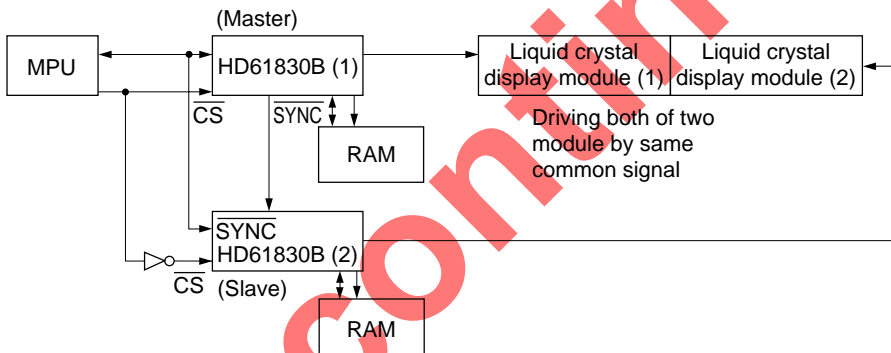 (Master)
MPU
HD61830B (1)
CS
SYNC
RAM
Liquid crystal
display module (1)
Liquid crystal
display module (2)
Driving both of two
module by same
common signal
SYNC
HD61830B (2)
CS
(Slave)
RAM
contin